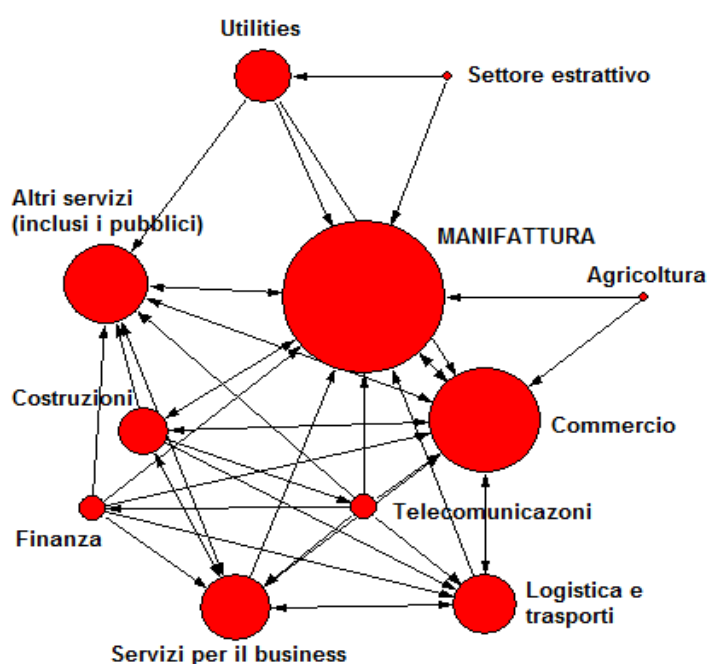 Utilities
Settore estrattivo
Altri servizi
(inclusi i pubblici)
MANIFATTURA
Agricoltura
Costruzioni
Commercio
Telecomunicazoni
Finanza
Logistica e
trasporti
Servizi per il business